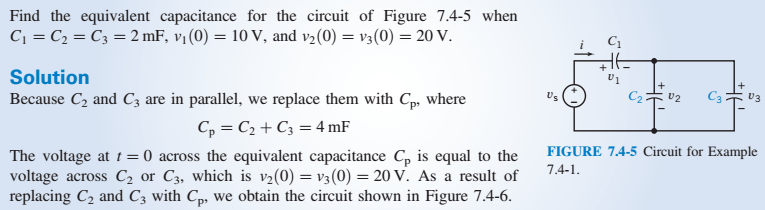 Find the equivalent capacitance for the circuit of Figure 7.4-5 when
C₁ = C₂ = C₃ = 2 mF, v₁(0) = 10 V, and v₂(0) = v₃(0) = 20 V.
Solution
Because C₂ and C₃ are in parallel, we replace them with Cₚ, where
Cₚ = C₂ + C₃ = 4 mF
The voltage at t = 0 across the equivalent capacitance Cₚ is equal to the
voltage across C₂ or C₃, which is v₂(0) = v₃(0) = 20 V. As a result of
replacing C₂ and C₃ with Cₚ, we obtain the circuit shown in Figure 7.4-6.
i C₁
+ –
v₁
vₛ + – C₂ + v₂ – C₃ + v₃ –
FIGURE 7.4-5 Circuit for Example
7.4-1.